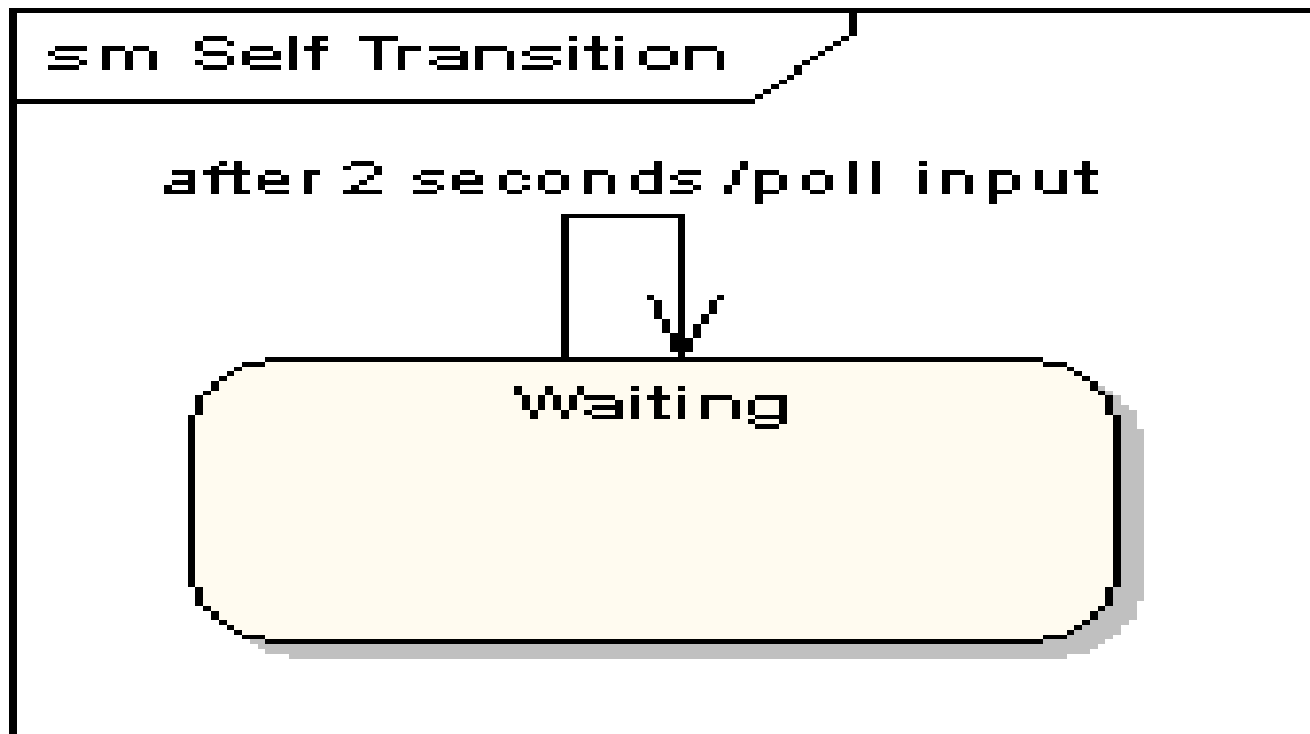 sm Self Transition
after 2 seconds /poll input
Waiting